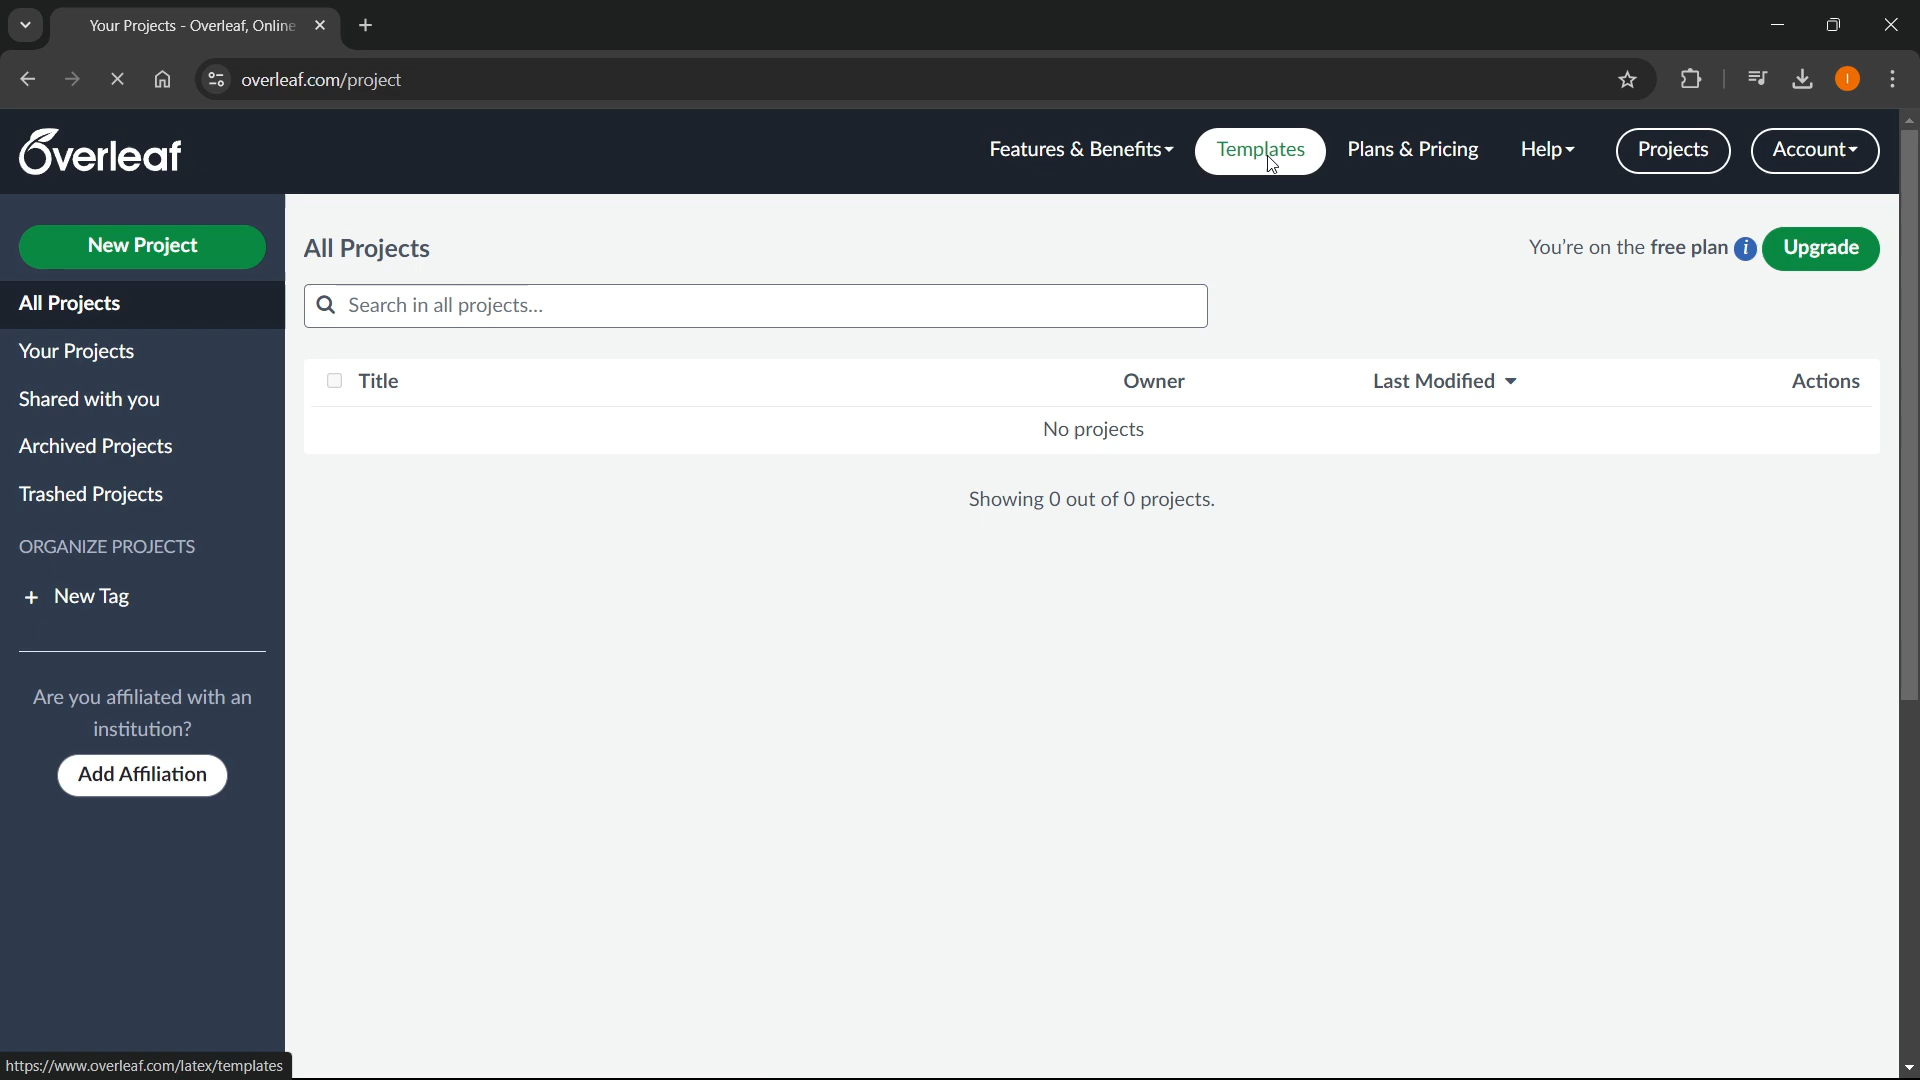 Your Projects - Overleaf, Online
overleaf.com/project
I
Overleaf
Features & Benefits
Templates
Plans & Pricing
Help
Projects
Account
New Project
All Projects
Your Projects
Shared with you
Archived Projects
Trashed Projects
ORGANIZE PROJECTS
+ New Tag
Are you affiliated with an
institution?
Add Affiliation
All Projects
You're on the free plan i
Upgrade
Search in all projects...
Title
Owner
Last Modified
Actions
No projects
Showing 0 out of 0 projects.
https://www.overleaf.com/latex/templates